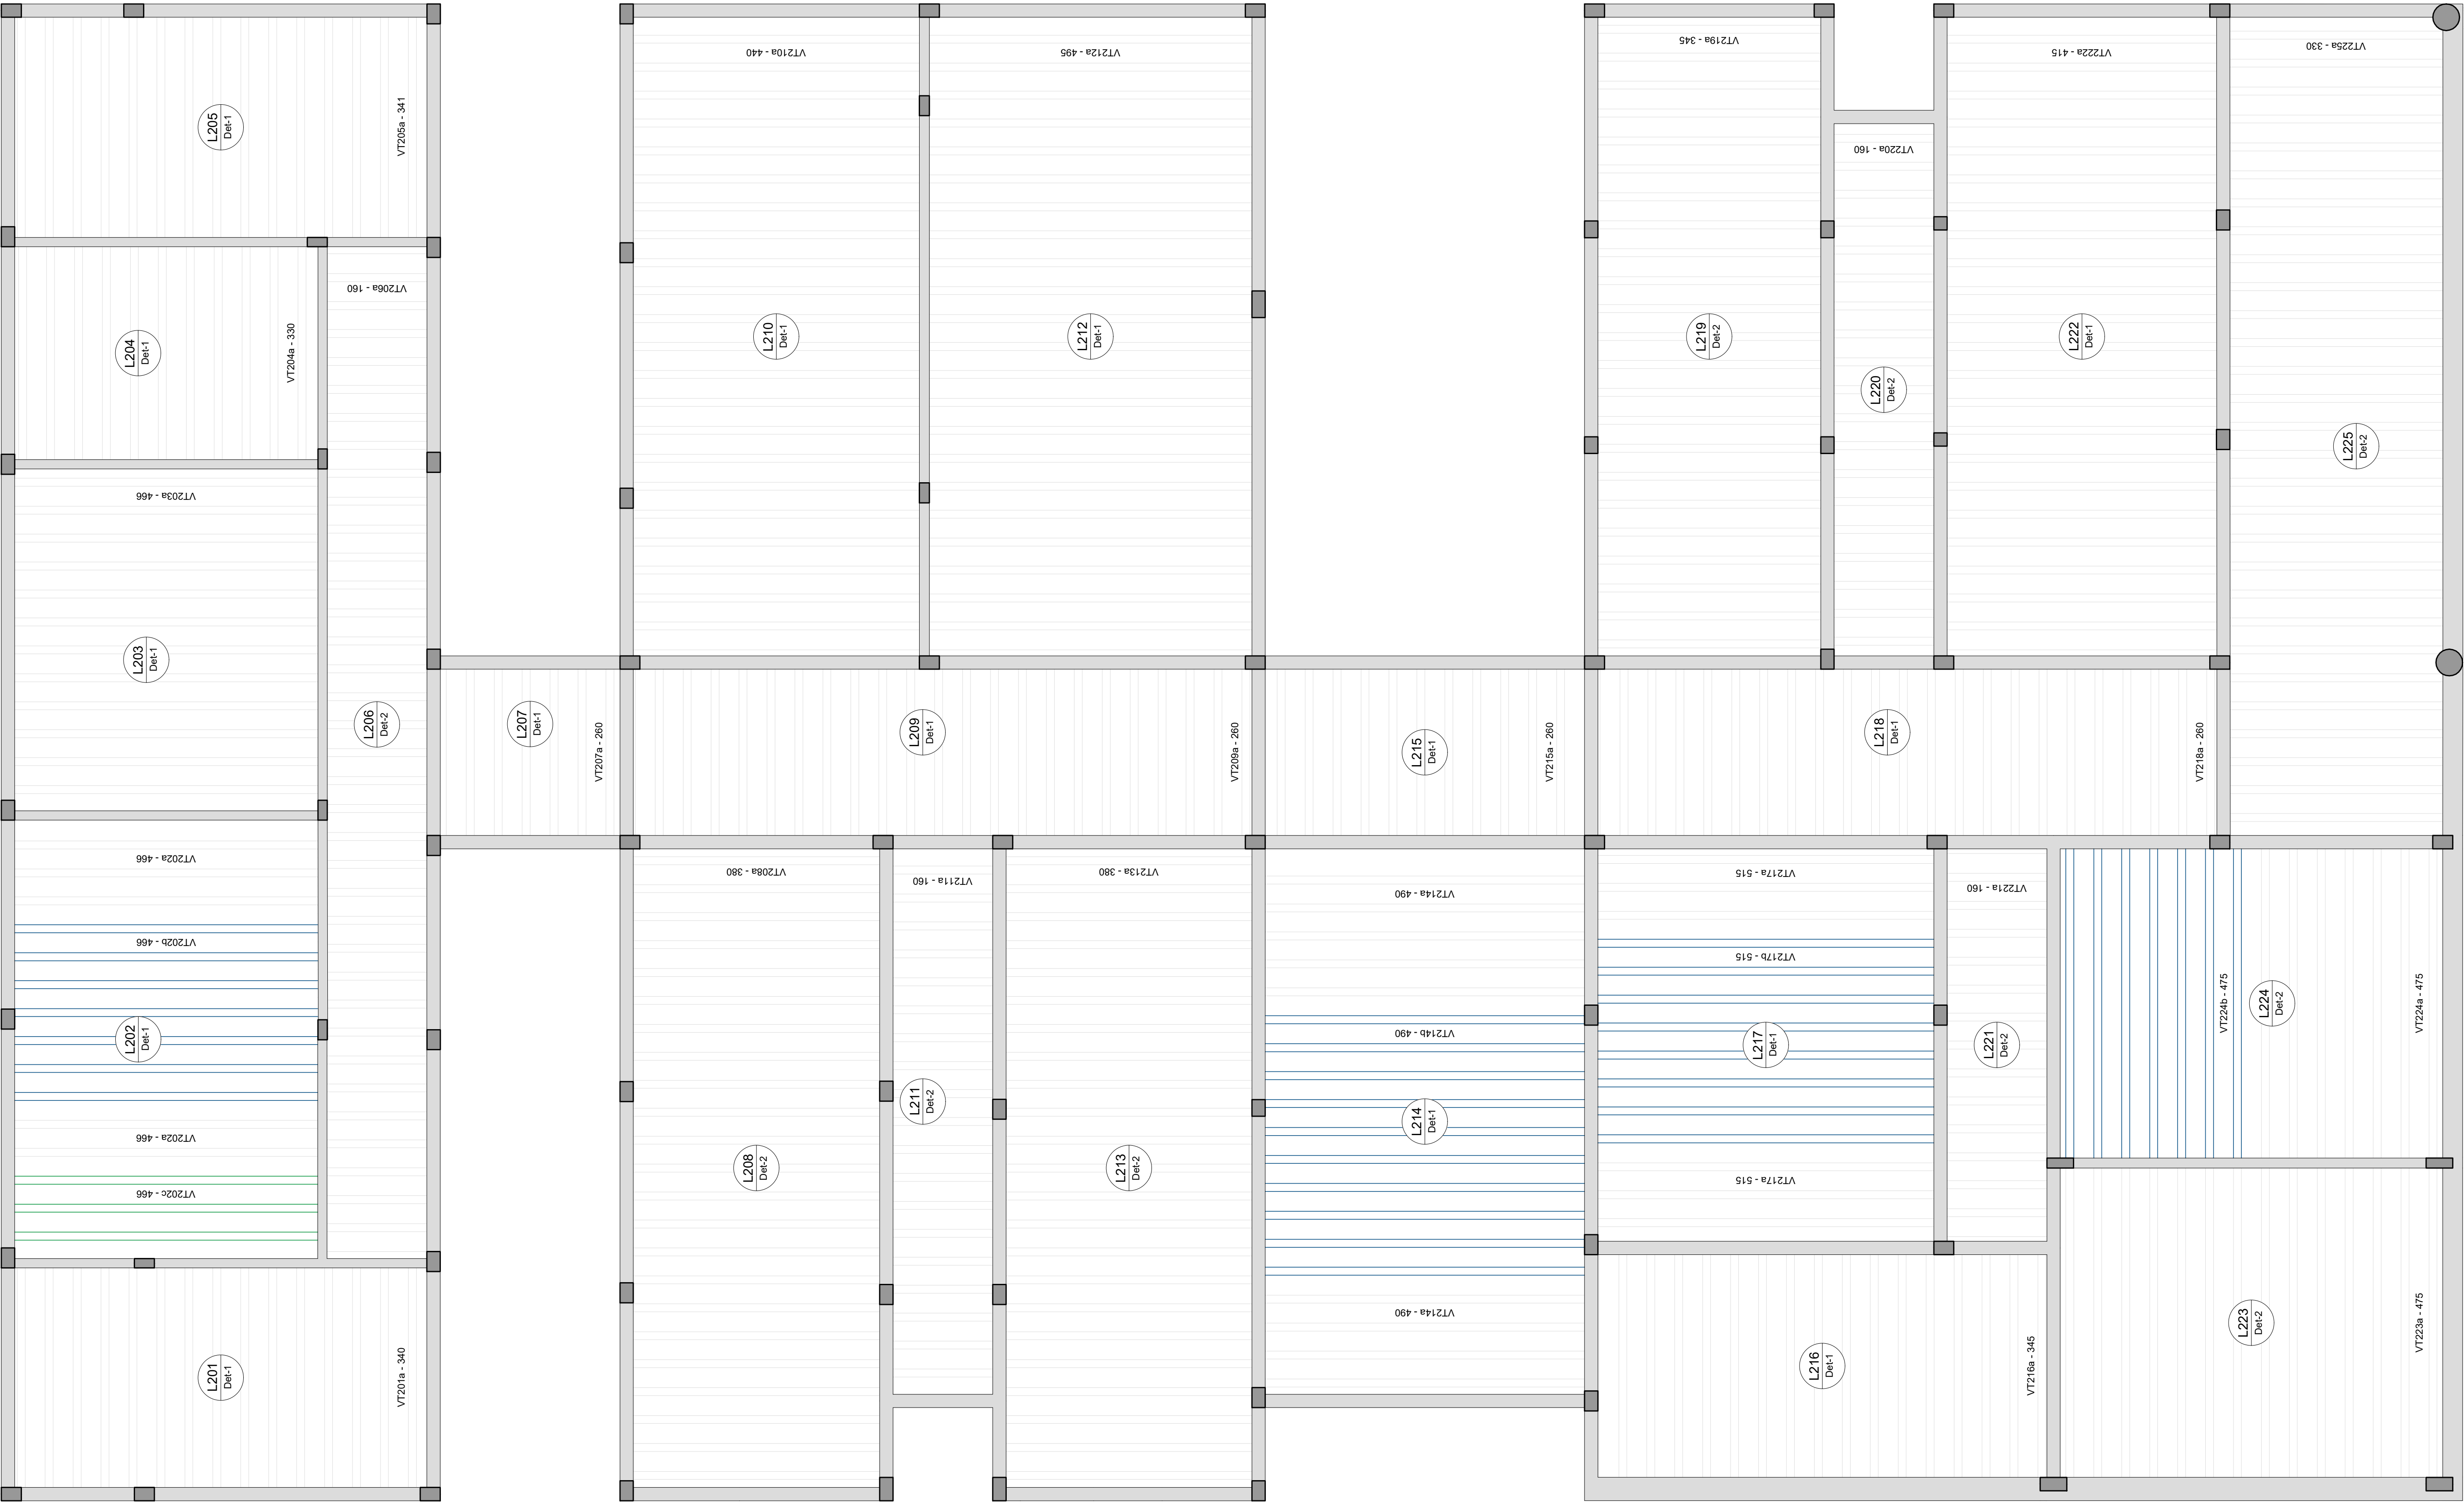 VT205a - 341
L205
Det-1
VT206a - 160
L204
Det-1
VT204a - 330
VT203a - 466
L203
Det-1
L206
Det-2
VT202a - 466
VT202b - 466
L202
Det-1
VT202a - 466
VT202c - 466
L201
Det-1
VT201a - 340
L207
Det-1
VT207a - 260
VT210a - 440
L210
Det-1
VT212a - 495
L212
Det-1
L209
Det-1
VT209a - 260
VT208a - 380
L208
Det-2
VT211a - 160
L211
Det-2
VT213a - 380
L213
Det-2
L215
Det-1
VT215a - 260
VT214a - 490
VT214b - 490
L214
Det-1
VT214a - 490
VT219a - 345
L219
Det-2
VT220a - 160
L220
Det-2
VT222a - 415
L222
Det-1
VT225a - 330
L225
Det-2
L218
Det-1
VT218a - 260
VT217a - 515
VT217b - 515
L217
Det-1
VT217a - 515
VT221a - 160
L221
Det-2
VT224b - 475
L224
Det-2
VT224a - 475
L216
Det-1
VT216a - 345
L223
Det-2
VT223a - 475